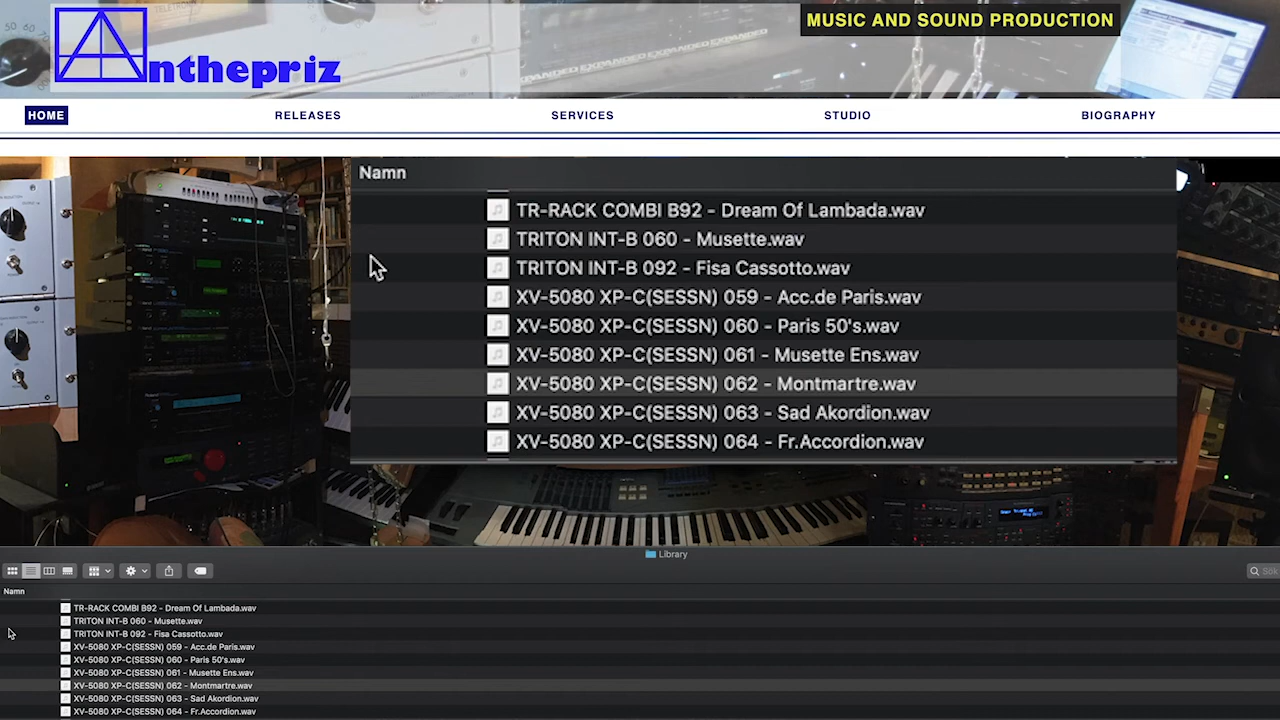 MUSIC AND SOUND PRODUCTION
Anthepriz
HOME
RELEASES
SERVICES
STUDIO
BIOGRAPHY
Namn
TR-RACK COMBI B92 - Dream Of Lambada.wav
TRITON INT-B 060 - Musette.wav
TRITON INT-B 092 - Fisa Cassotto.wav
XV-5080 XP-C(SESSN) 059 - Acc.de Paris.wav
XV-5080 XP-C(SESSN) 060 - Paris 50's.wav
XV-5080 XP-C(SESSN) 061 - Musette Ens.wav
XV-5080 XP-C(SESSN) 062 - Montmartre.wav
XV-5080 XP-C(SESSN) 063 - Sad Akordion.wav
XV-5080 XP-C(SESSN) 064 - Fr.Accordion.wav
Library
Sök
Namn
TR-RACK COMBI B92 - Dream Of Lambada.wav
TRITON INT-B 060 - Musette.wav
TRITON INT-B 092 - Fisa Cassotto.wav
XV-5080 XP-C(SESSN) 059 - Acc.de Paris.wav
XV-5080 XP-C(SESSN) 060 - Paris 50's.wav
XV-5080 XP-C(SESSN) 061 - Musette Ens.wav
XV-5080 XP-C(SESSN) 062 - Montmartre.wav
XV-5080 XP-C(SESSN) 063 - Sad Akordion.wav
XV-5080 XP-C(SESSN) 064 - Fr.Accordion.wav